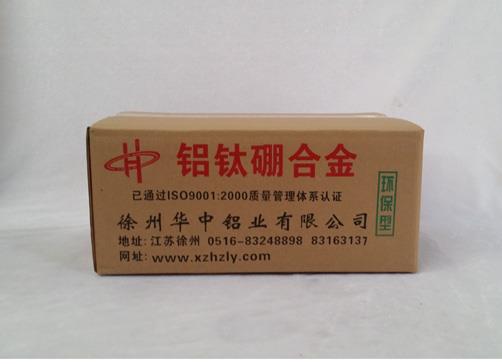 铝钛硼合金
已通过ISO9001:2000质量管理体系认证
环保型
徐州华中铝业有限公司
地址: 江苏徐州 0516-83248898 83163137
网址: www.xzhzly.com